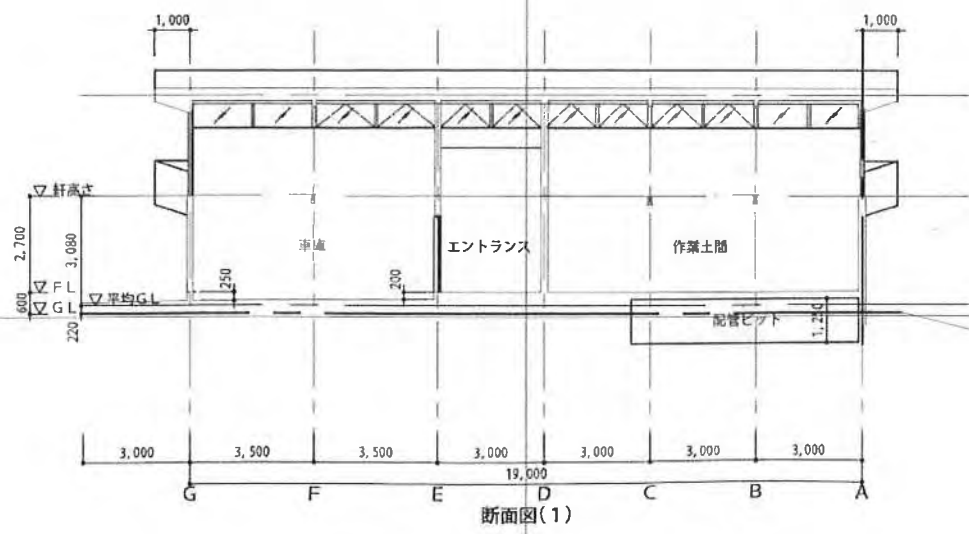 1,000
1,000
▽ 軒高さ
2,700
3,080
車庫
エントランス
作業土間
250
200
▽ FL
▽ 平均G.L
600
▽ GL
220
配管ピット
1,250
3,000
3,500
3,500
3,000
3,000
3,000
3,000
19,000
G
F
E
D
C
B
A
断面図(1)